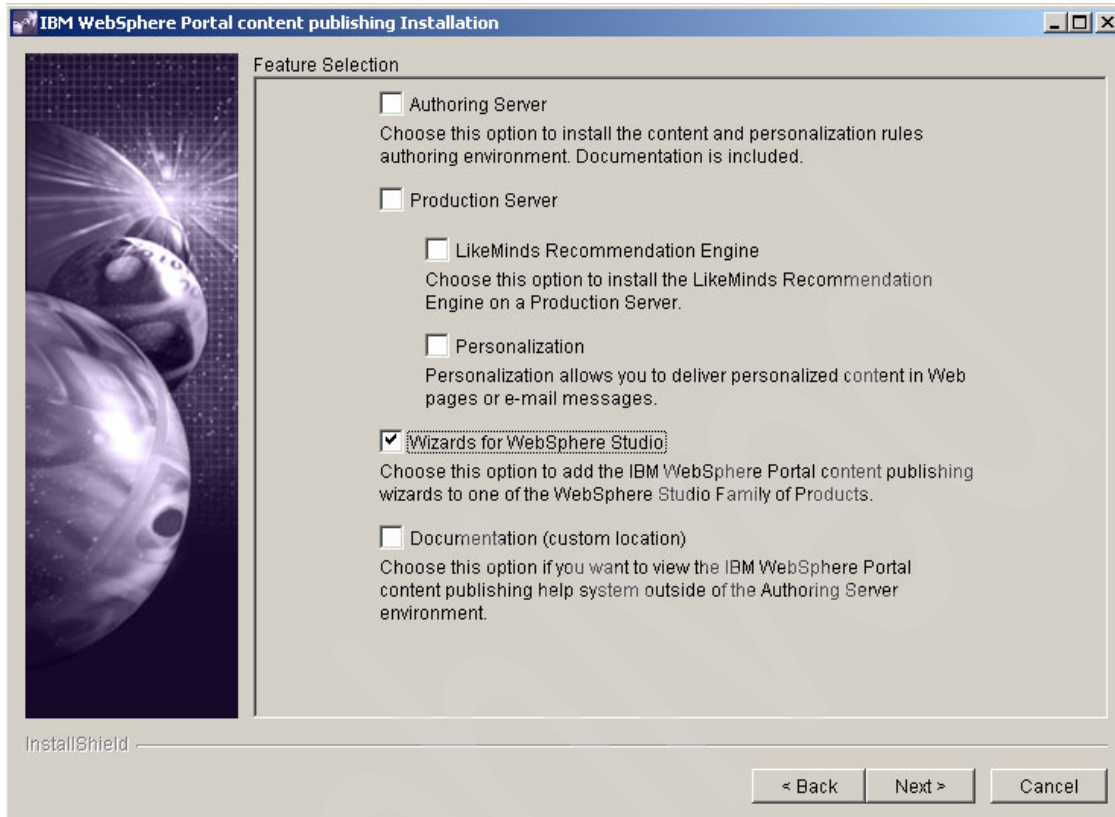 IBM WebSphere Portal content publishing Installation
Feature Selection
Authoring Server
Choose this option to install the content and personalization rules
authoring environment. Documentation is included.
Production Server
LikeMinds Recommendation Engine
Choose this option to install the LikeMinds Recommendation
Engine on a Production Server.
Personalization
Personalization allows you to deliver personalized content in Web
pages or e-mail messages.
Wizards for WebSphere Studio
Choose this option to add the IBM WebSphere Portal content publishing
wizards to one of the WebSphere Studio Family of Products.
Documentation (custom location)
Choose this option if you want to view the IBM WebSphere Portal
content publishing help system outside of the Authoring Server
environment.
InstallShield
< Back Next > Cancel